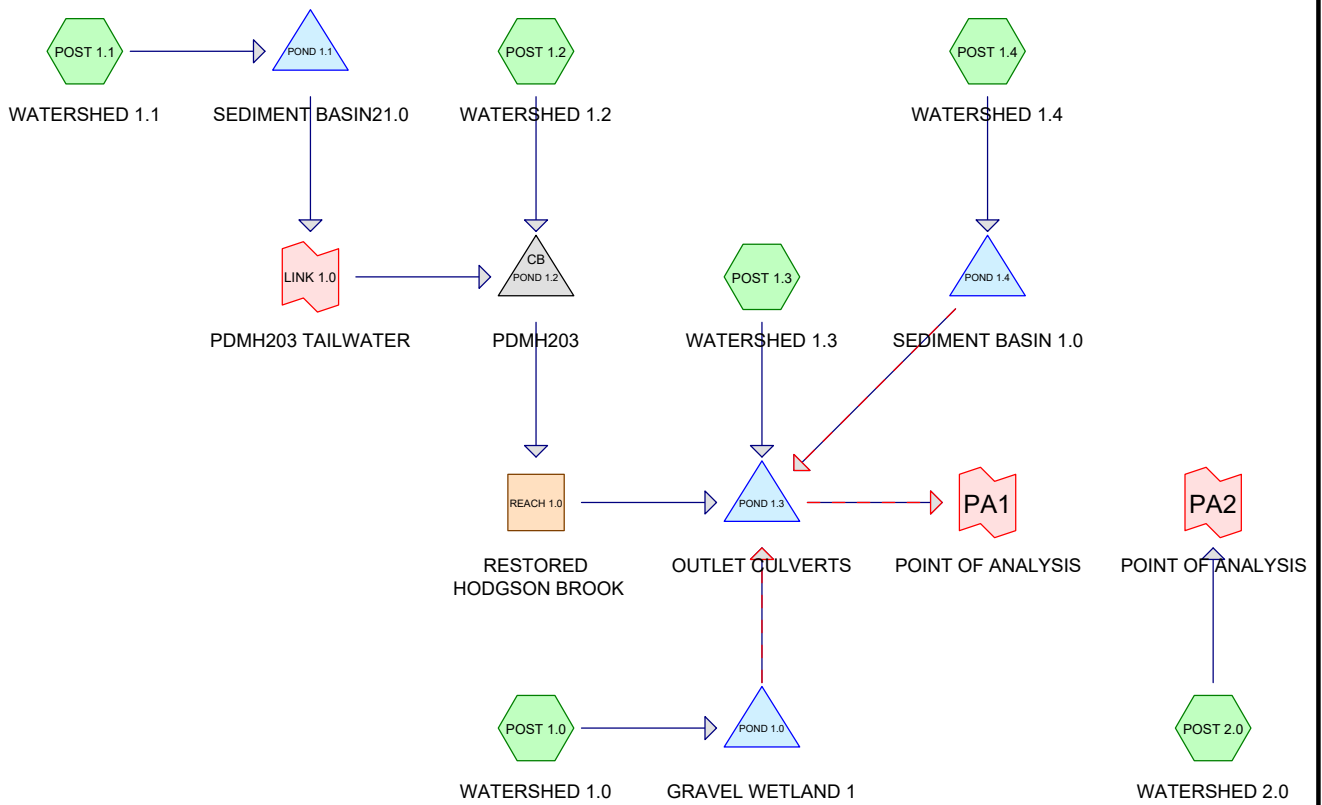 POST 1.1
POND 1.1
POST 1.2
POST 1.4
WATERSHED 1.1
SEDIMENT BASIN21.0
WATERSHED 1.2
WATERSHED 1.4
LINK 1.0
CB
POND 1.2
POST 1.3
POND 1.4
PDMH203 TAILWATER
PDMH203
WATERSHED 1.3
SEDIMENT BASIN 1.0
REACH 1.0
POND 1.3
PA1
PA2
RESTORED
HODGSON BROOK
OUTLET CULVERTS
POINT OF ANALYSIS
POINT OF ANALYSIS
POST 1.0
POND 1.0
POST 2.0
WATERSHED 1.0
GRAVEL WETLAND 1
WATERSHED 2.0